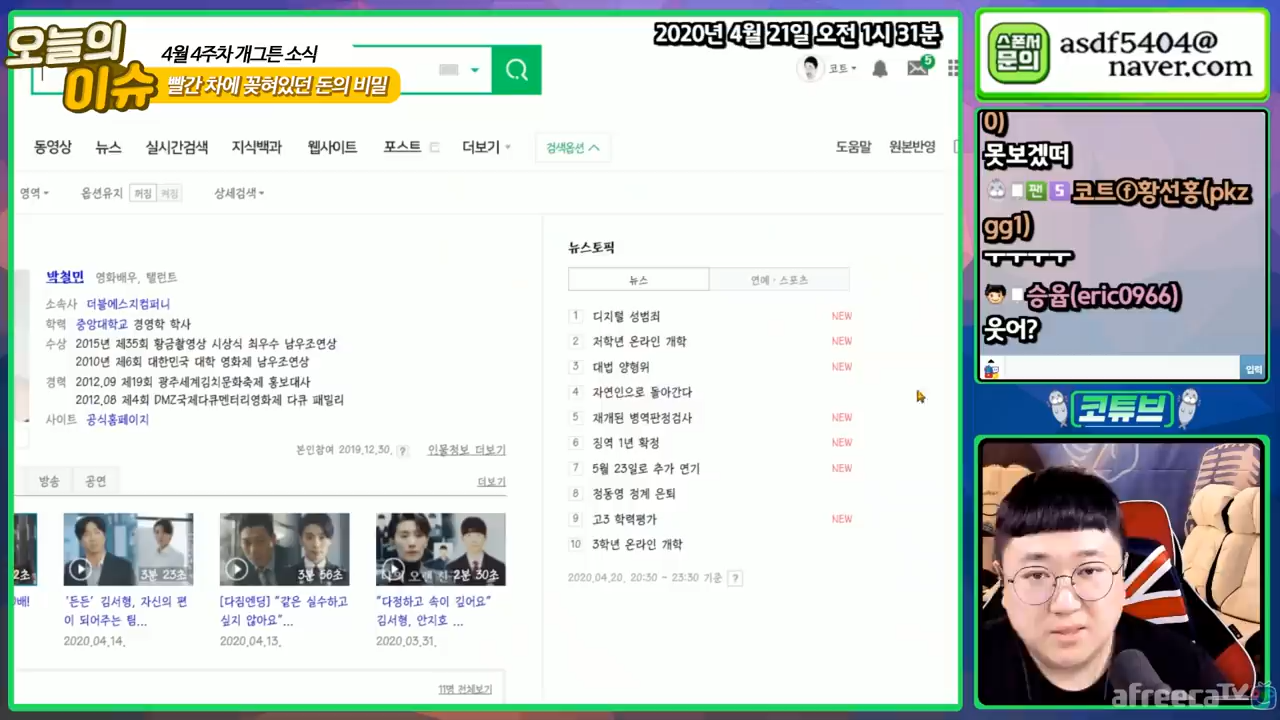 오늘의
이슈
4월 4주차 개그튼 소식
빨간 차에 꽂혀있던 돈의 비밀
2020년 4월 21일 오전 1시 31분
코트
5
동영상 뉴스 실시간검색 지식백과 웹사이트 포스트 더보기 검색옵션
도움말 원본반영
영역 옵션유지 꺼짐 켜짐 상세검색
박철민 영화배우, 탤런트
소속사 더블에스지컴퍼니
학력 중앙대학교 경영학 학사
수상 2015년 제35회 황금촬영상 시상식 최우수 남우조연상
2010년 제6회 대한민국 대학 영화제 남우조연상
경력 2012.09 제19회 광주세계김치문화축제 홍보대사
2012.08 제4회 DMZ국제다큐멘터리영화제 다큐 패밀리
사이트 공식홈페이지
본인참여 2019.12.30. ? 인물정보 더보기
방송 공연
더보기
2초
3분 23초
3분 56초
2분 30초
배!
'든든' 김서형, 자신의 편
이 되어주는 팀...
2020.04.14.
[다짐엔딩] "같은 실수하고
싶지 않아요"...
2020.04.13.
"다정하고 속이 깊어요"
김서형, 안지호 ...
2020.03.31.
11명 전체보기
뉴스토픽
뉴스 연예·스포츠
1 디지털 성범죄 NEW
2 저학년 온라인 개학 NEW
3 대법 양형위 NEW
4 자연인으로 돌아간다
5 재개된 병역판정검사 NEW
6 징역 1년 확정 NEW
7 5월 23일로 추가 연기 NEW
8 정동영 정계 은퇴
9 고3 학력평가 NEW
10 3학년 온라인 개학
2020.04.20. 20:30 ~ 23:30 기준 ?
스폰서
문의
asdf5404@
naver.com
0)
못보겠떠
팬 5 코트ⓕ황선홍(pkz
gg1)
ㅜㅜㅜㅜ
승윰(eric0966)
웃어?
입력
코튜브
afreecaTV